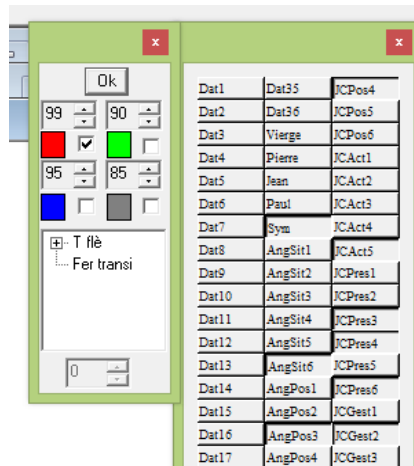 x
Ok
99 90
95 85
T flè
Fer transi
0
x
Dat1 Dat35 JCPos4
Dat2 Dat36 JCPos5
Dat3 Vierge JCPos6
Dat4 Pierre JCAct1
Dat5 Jean JCAct2
Dat6 Paul JCAct3
Dat7 Sym JCAct4
Dat8 AngSit1 JCAct5
Dat9 AngSit2 JCPres1
Dat10 AngSit3 JCPres2
Dat11 AngSit4 JCPres3
Dat12 AngSit5 JCPres4
Dat13 AngSit6 JCPres5
Dat14 AngPos1 JCPres6
Dat15 AngPos2 JCGest1
Dat16 AngPos3 JCGest2
Dat17 AngPos4 JCGest3